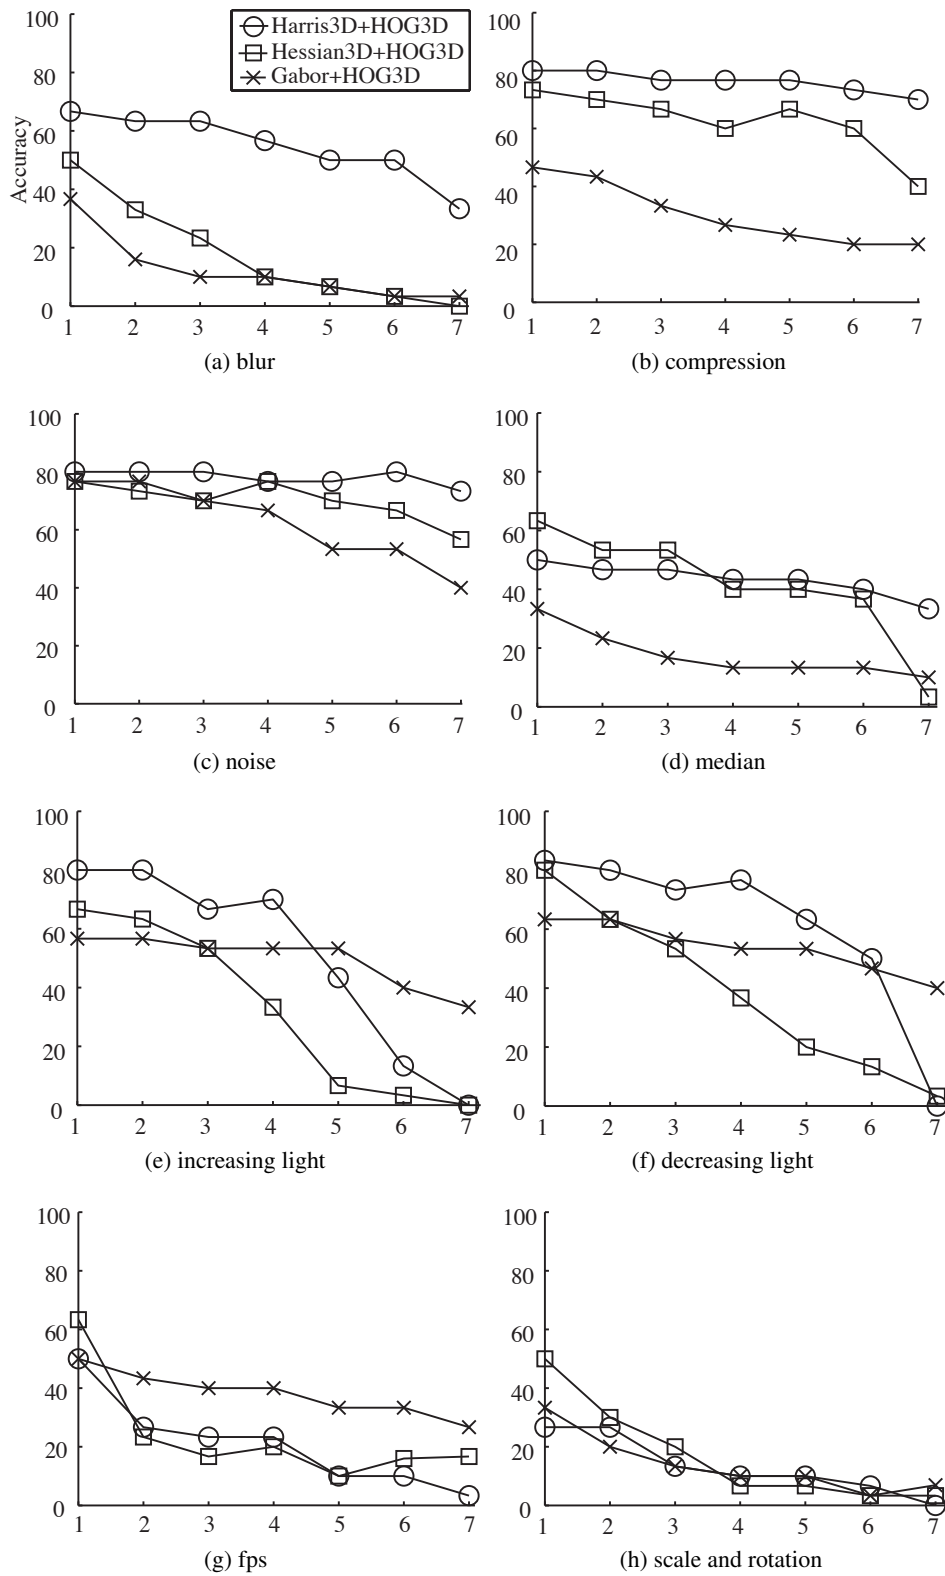 100
80
60
40
20
0
Accuracy
Harris3D+HOG3D
Hessian3D+HOG3D
Gabor+HOG3D
1 2 3 4 5 6 7
(a) blur
100
80
60
40
20
0
1 2 3 4 5 6 7
(b) compression
100
80
60
40
20
0
1 2 3 4 5 6 7
(c) noise
100
80
60
40
20
0
1 2 3 4 5 6 7
(d) median
100
80
60
40
20
0
1 2 3 4 5 6 7
(e) increasing light
100
80
60
40
20
0
1 2 3 4 5 6 7
(f) decreasing light
100
80
60
40
20
0
1 2 3 4 5 6 7
(g) fps
100
80
60
40
20
0
1 2 3 4 5 6 7
(h) scale and rotation